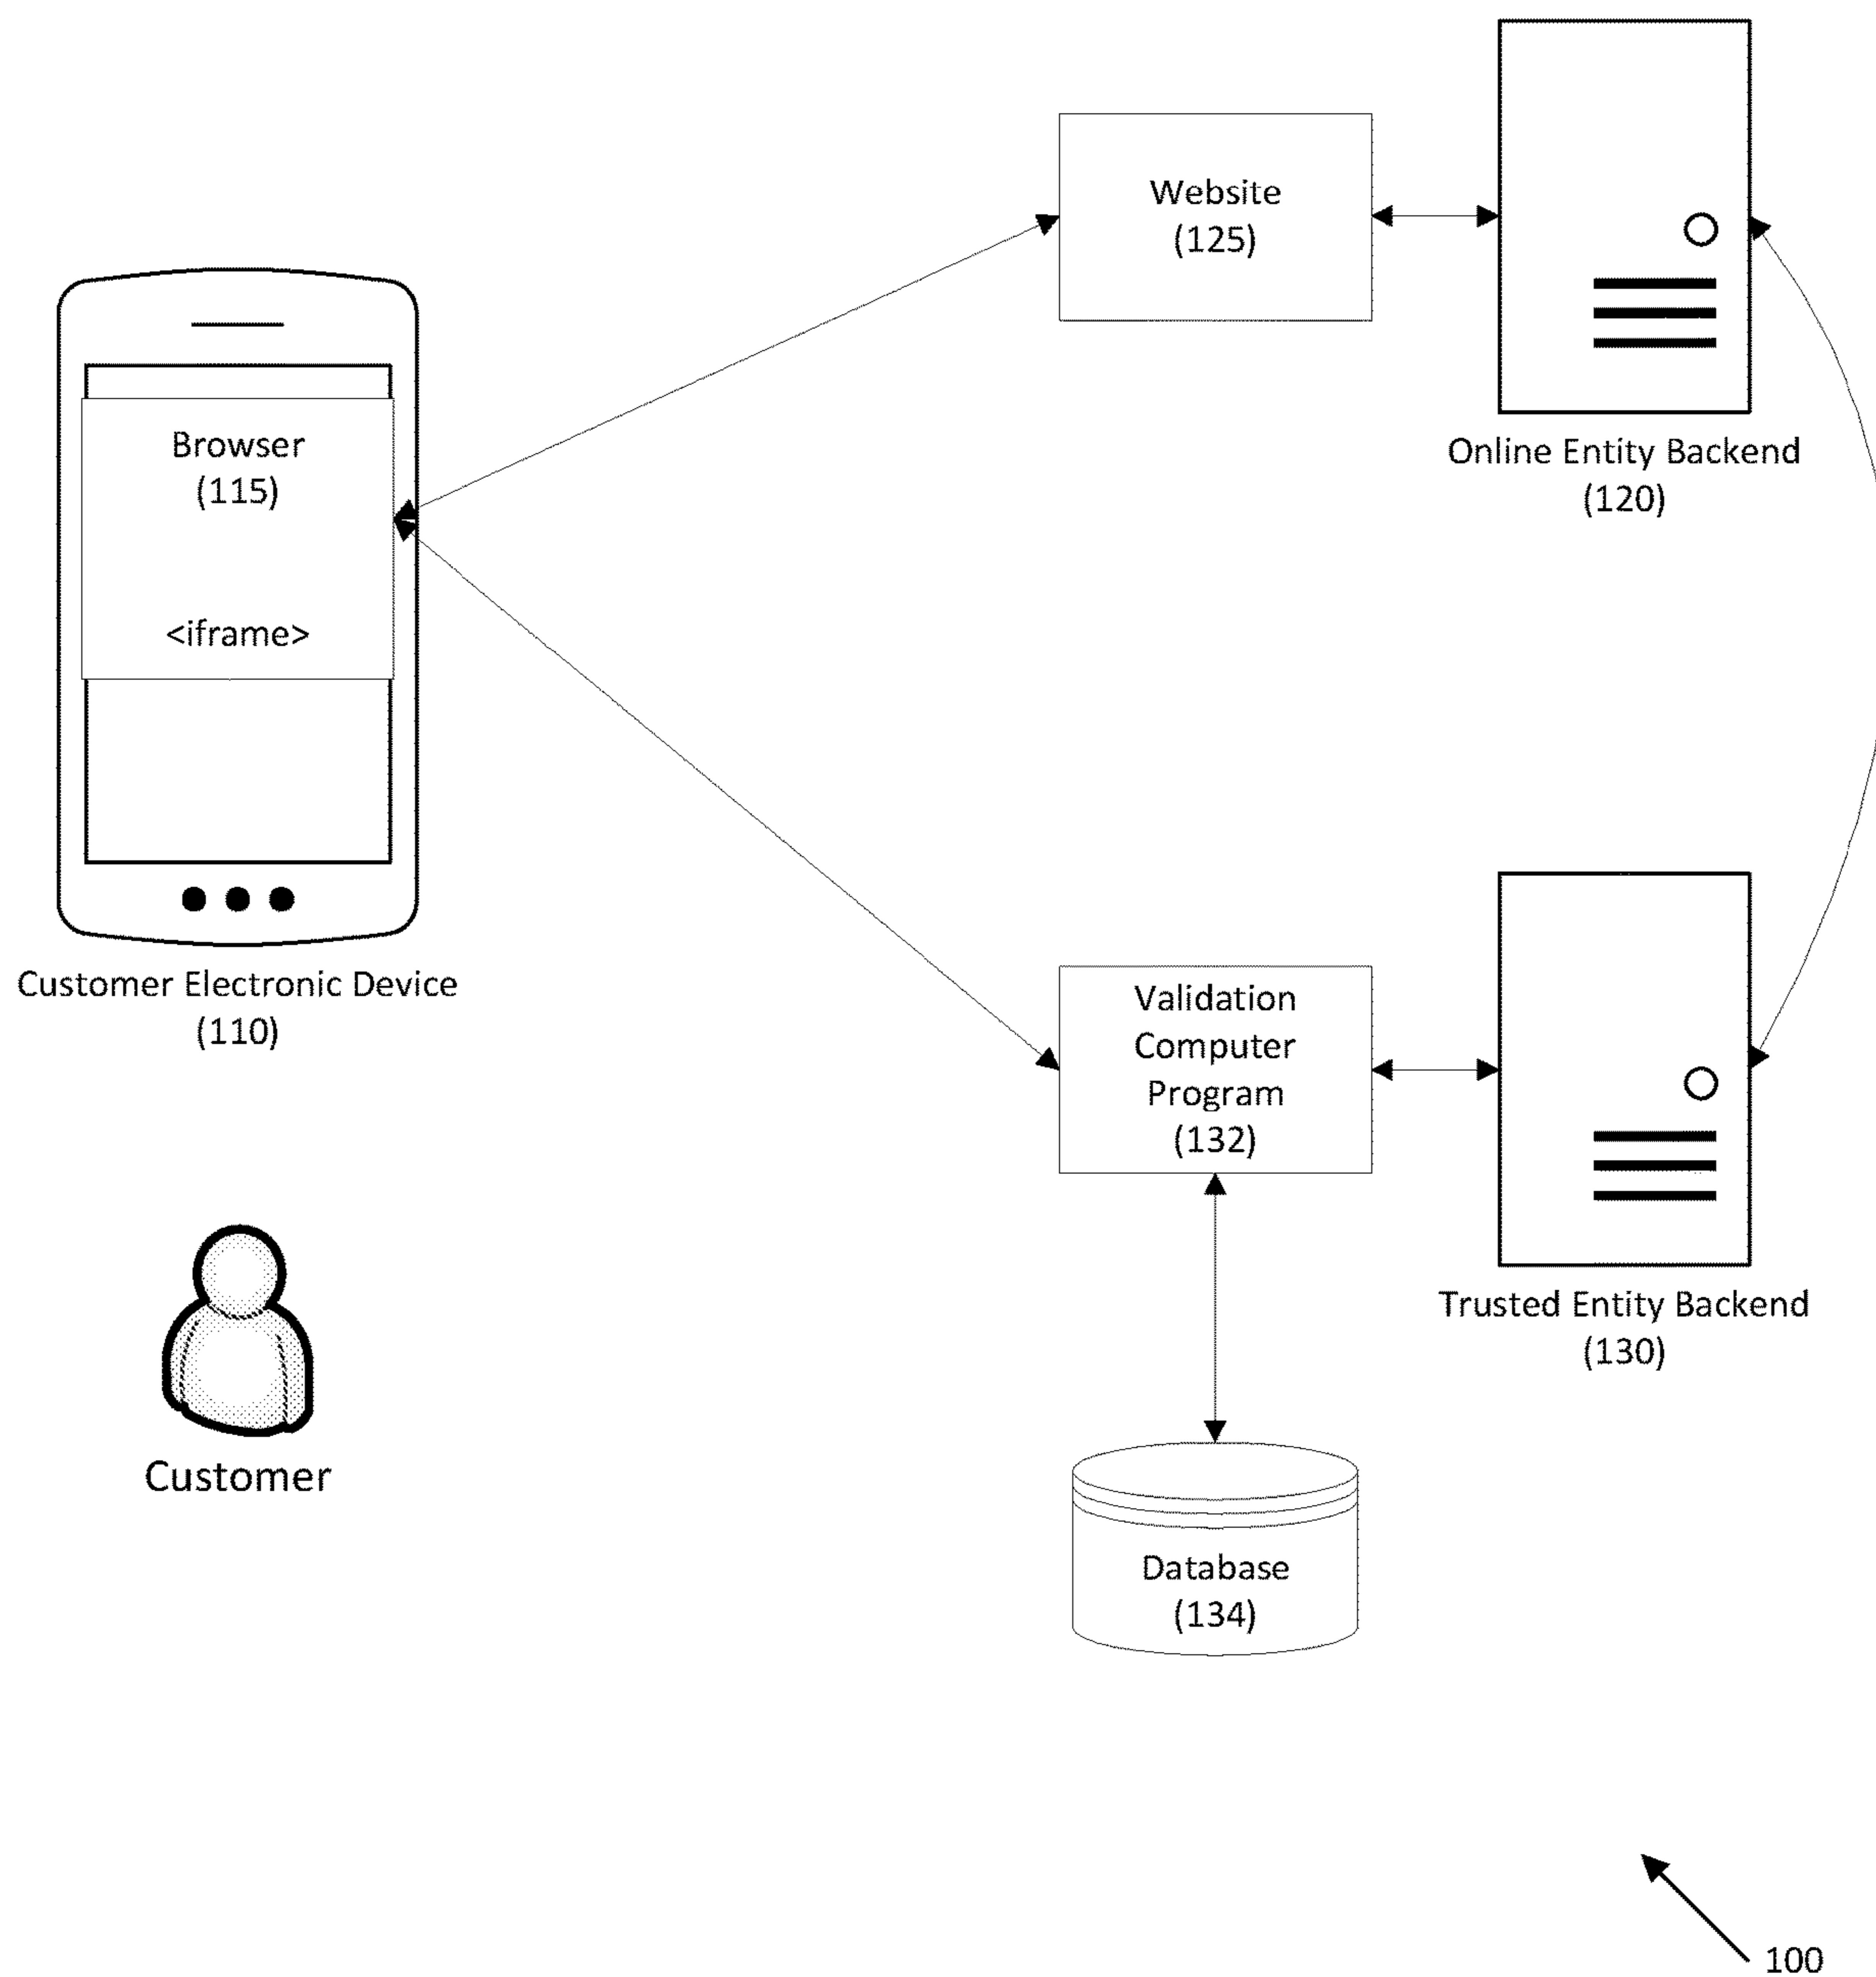 Website
(125)
Online Entity Backend
(120)
Browser
(115)
<iframe>
Customer Electronic Device
(110)
Validation
Computer
Program
(132)
Trusted Entity Backend
(130)
Customer
Database
(134)
100